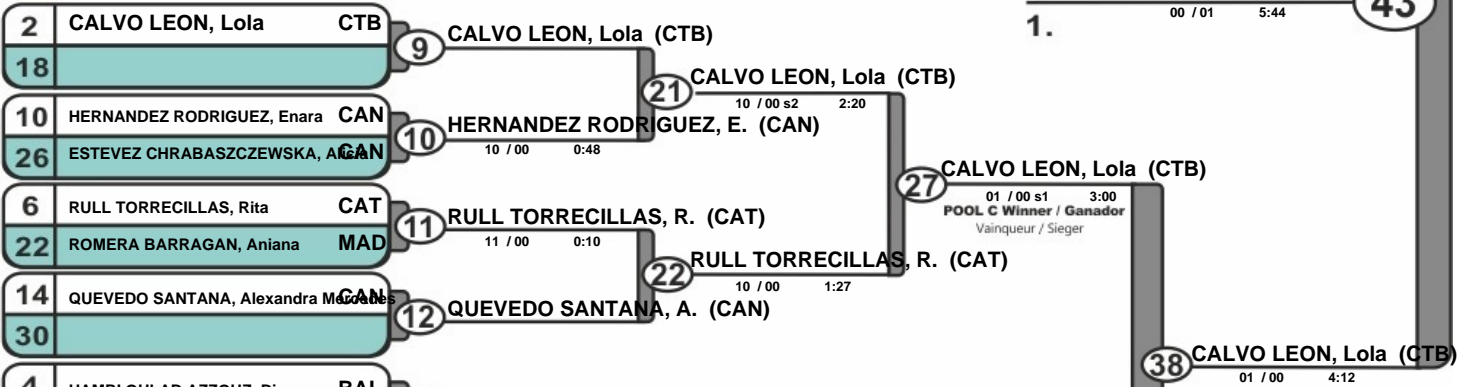 00 / 01 5:44
43
1.
2 CALVO LEON, Lola CTB
18
9 CALVO LEON, Lola (CTB)
21 CALVO LEON, Lola (CTB)
10 / 00 s2 2:20
10 HERNANDEZ RODRIGUEZ, Enara CAN
26 ESTEVEZ CHRABASZCZEWSKA, Alicia CAN
10 HERNANDEZ RODRIGUEZ, E. (CAN)
10 / 00 0:48
27 CALVO LEON, Lola (CTB)
01 / 00 s1 3:00
POOL C Winner / Ganador
Vainqueur / Sieger
6 RULL TORRECILLAS, Rita CAT
22 ROMERA BARRAGAN, Aniana MAD
11 RULL TORRECILLAS, R. (CAT)
11 / 00 0:10
22 RULL TORRECILLAS, R. (CAT)
10 / 00 1:27
14 QUEVEDO SANTANA, Alexandra Mercedes CAN
30
12 QUEVEDO SANTANA, A. (CAN)
38 CALVO LEON, Lola (CTB)
01 / 00 4:12